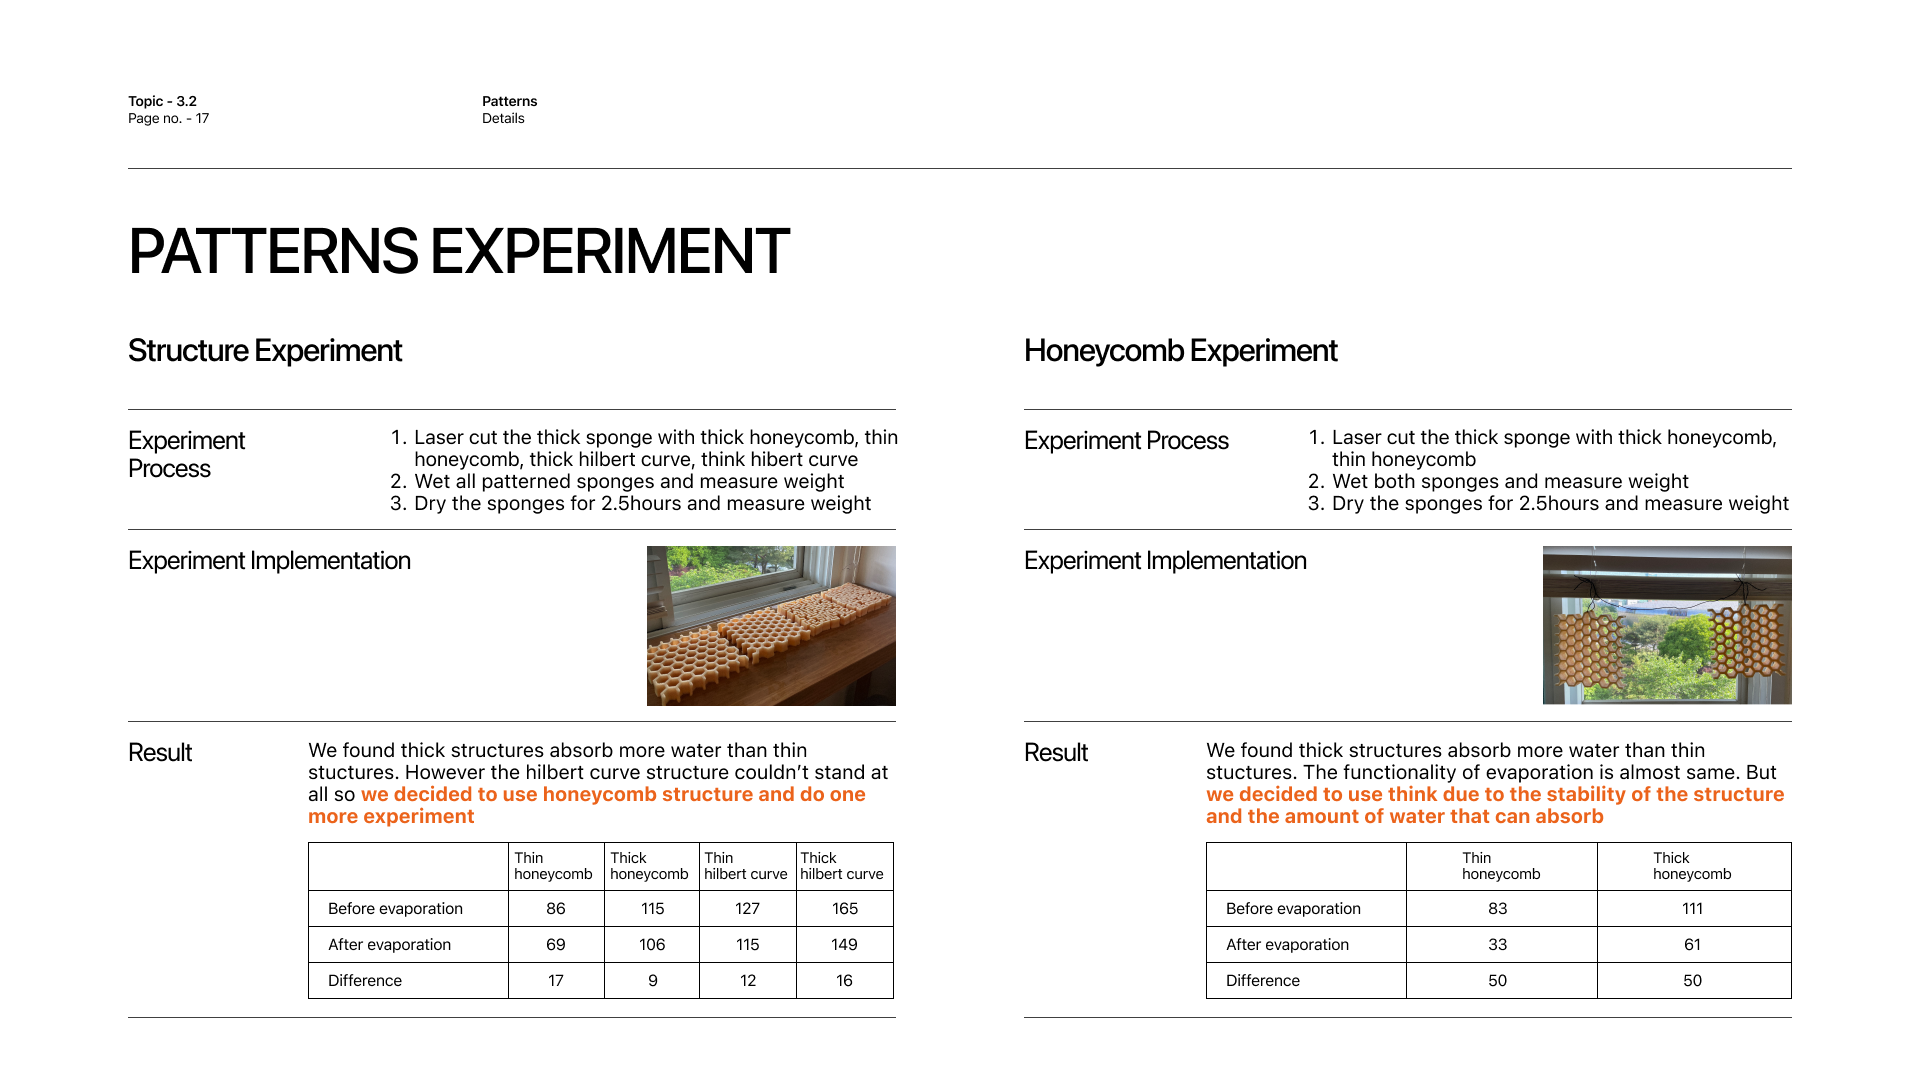 Topic - 3.2
Page no. - 17
Patterns
Details
PATTERNS EXPERIMENT
Structure Experiment
Experiment
Process
1. Laser cut the thick sponge with thick honeycomb, thin
honeycomb, thick hilbert curve, think hibert curve
2. Wet all patterned sponges and measure weight
3. Dry the sponges for 2.5hours and measure weight
Experiment Implementation
Result
We found thick structures absorb more water than thin
stuctures. However the hilbert curve structure couldn’t stand at
all so we decided to use honeycomb structure and do one
more experiment
Thin honeycomb Thick honeycomb Thin hilbert curve Thick hilbert curve
Before evaporation 86 115 127 165
After evaporation 69 106 115 149
Difference 17 9 12 16
Honeycomb Experiment
Experiment Process
1. Laser cut the thick sponge with thick honeycomb,
thin honeycomb
2. Wet both sponges and measure weight
3. Dry the sponges for 2.5hours and measure weight
Experiment Implementation
Result
We found thick structures absorb more water than thin
stuctures. The functionality of evaporation is almost same. But
we decided to use think due to the stability of the structure
and the amount of water that can absorb
Thin honeycomb Thick honeycomb
Before evaporation 83 111
After evaporation 33 61
Difference 50 50